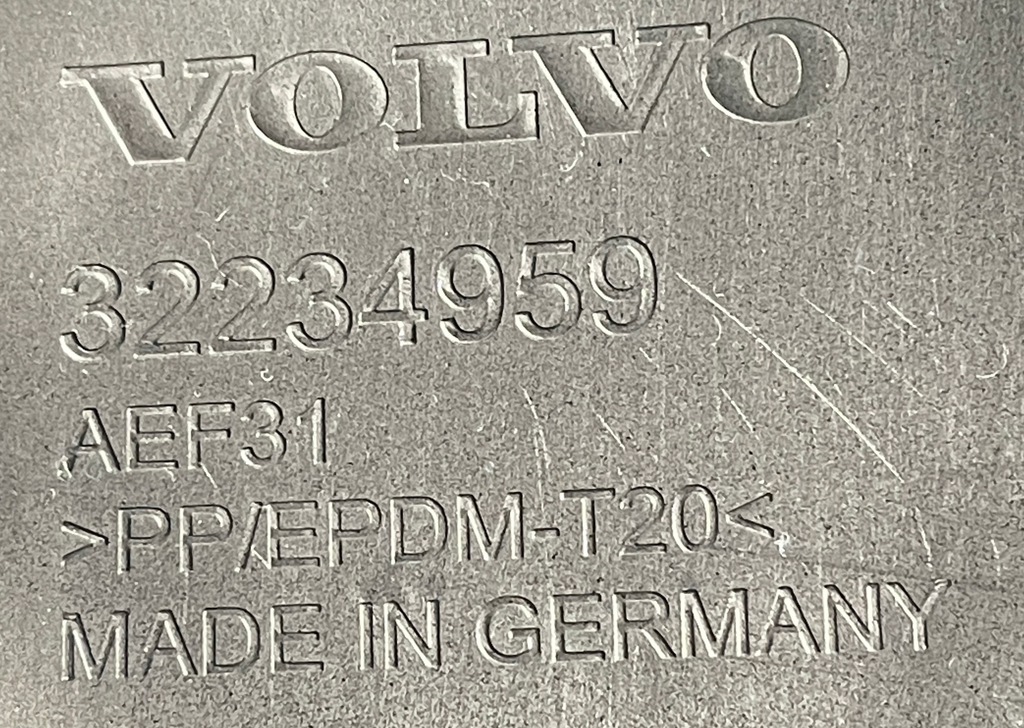 VOLVO
32234959
AEF31
>PP/EPDM-T20<
MADE IN GERMANY